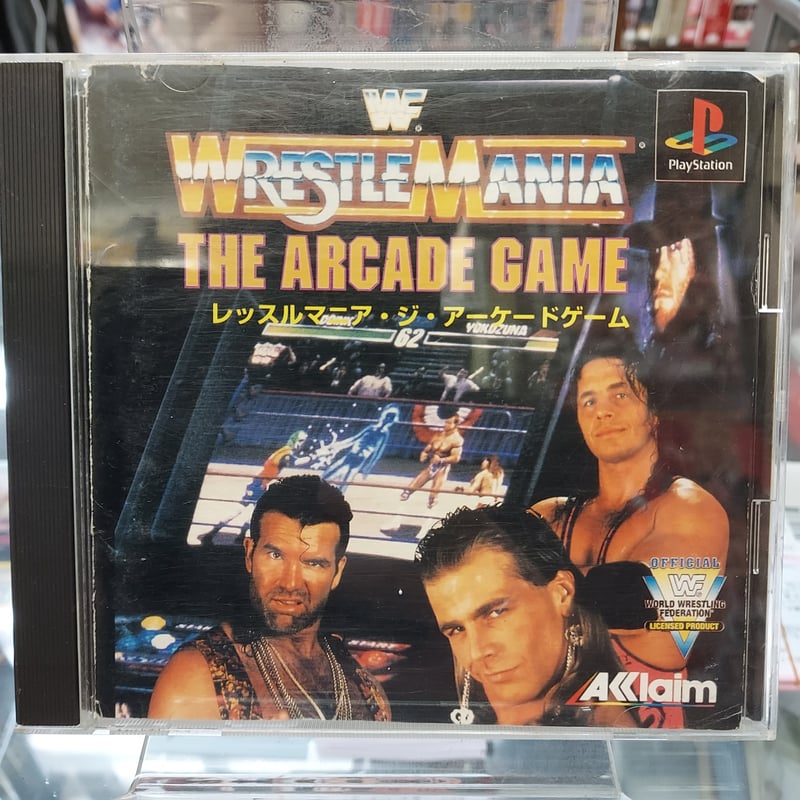 WF
WRESTLEMANIA
PlayStation
THE ARCADE GAME
レッスルマニア・ジ・アーケードゲーム
DOINK
62
YOKOZUNA
OFFICIAL
WF
WORLD WRESTLING
FEDERATION
LICENSED PRODUCT
AKklaim